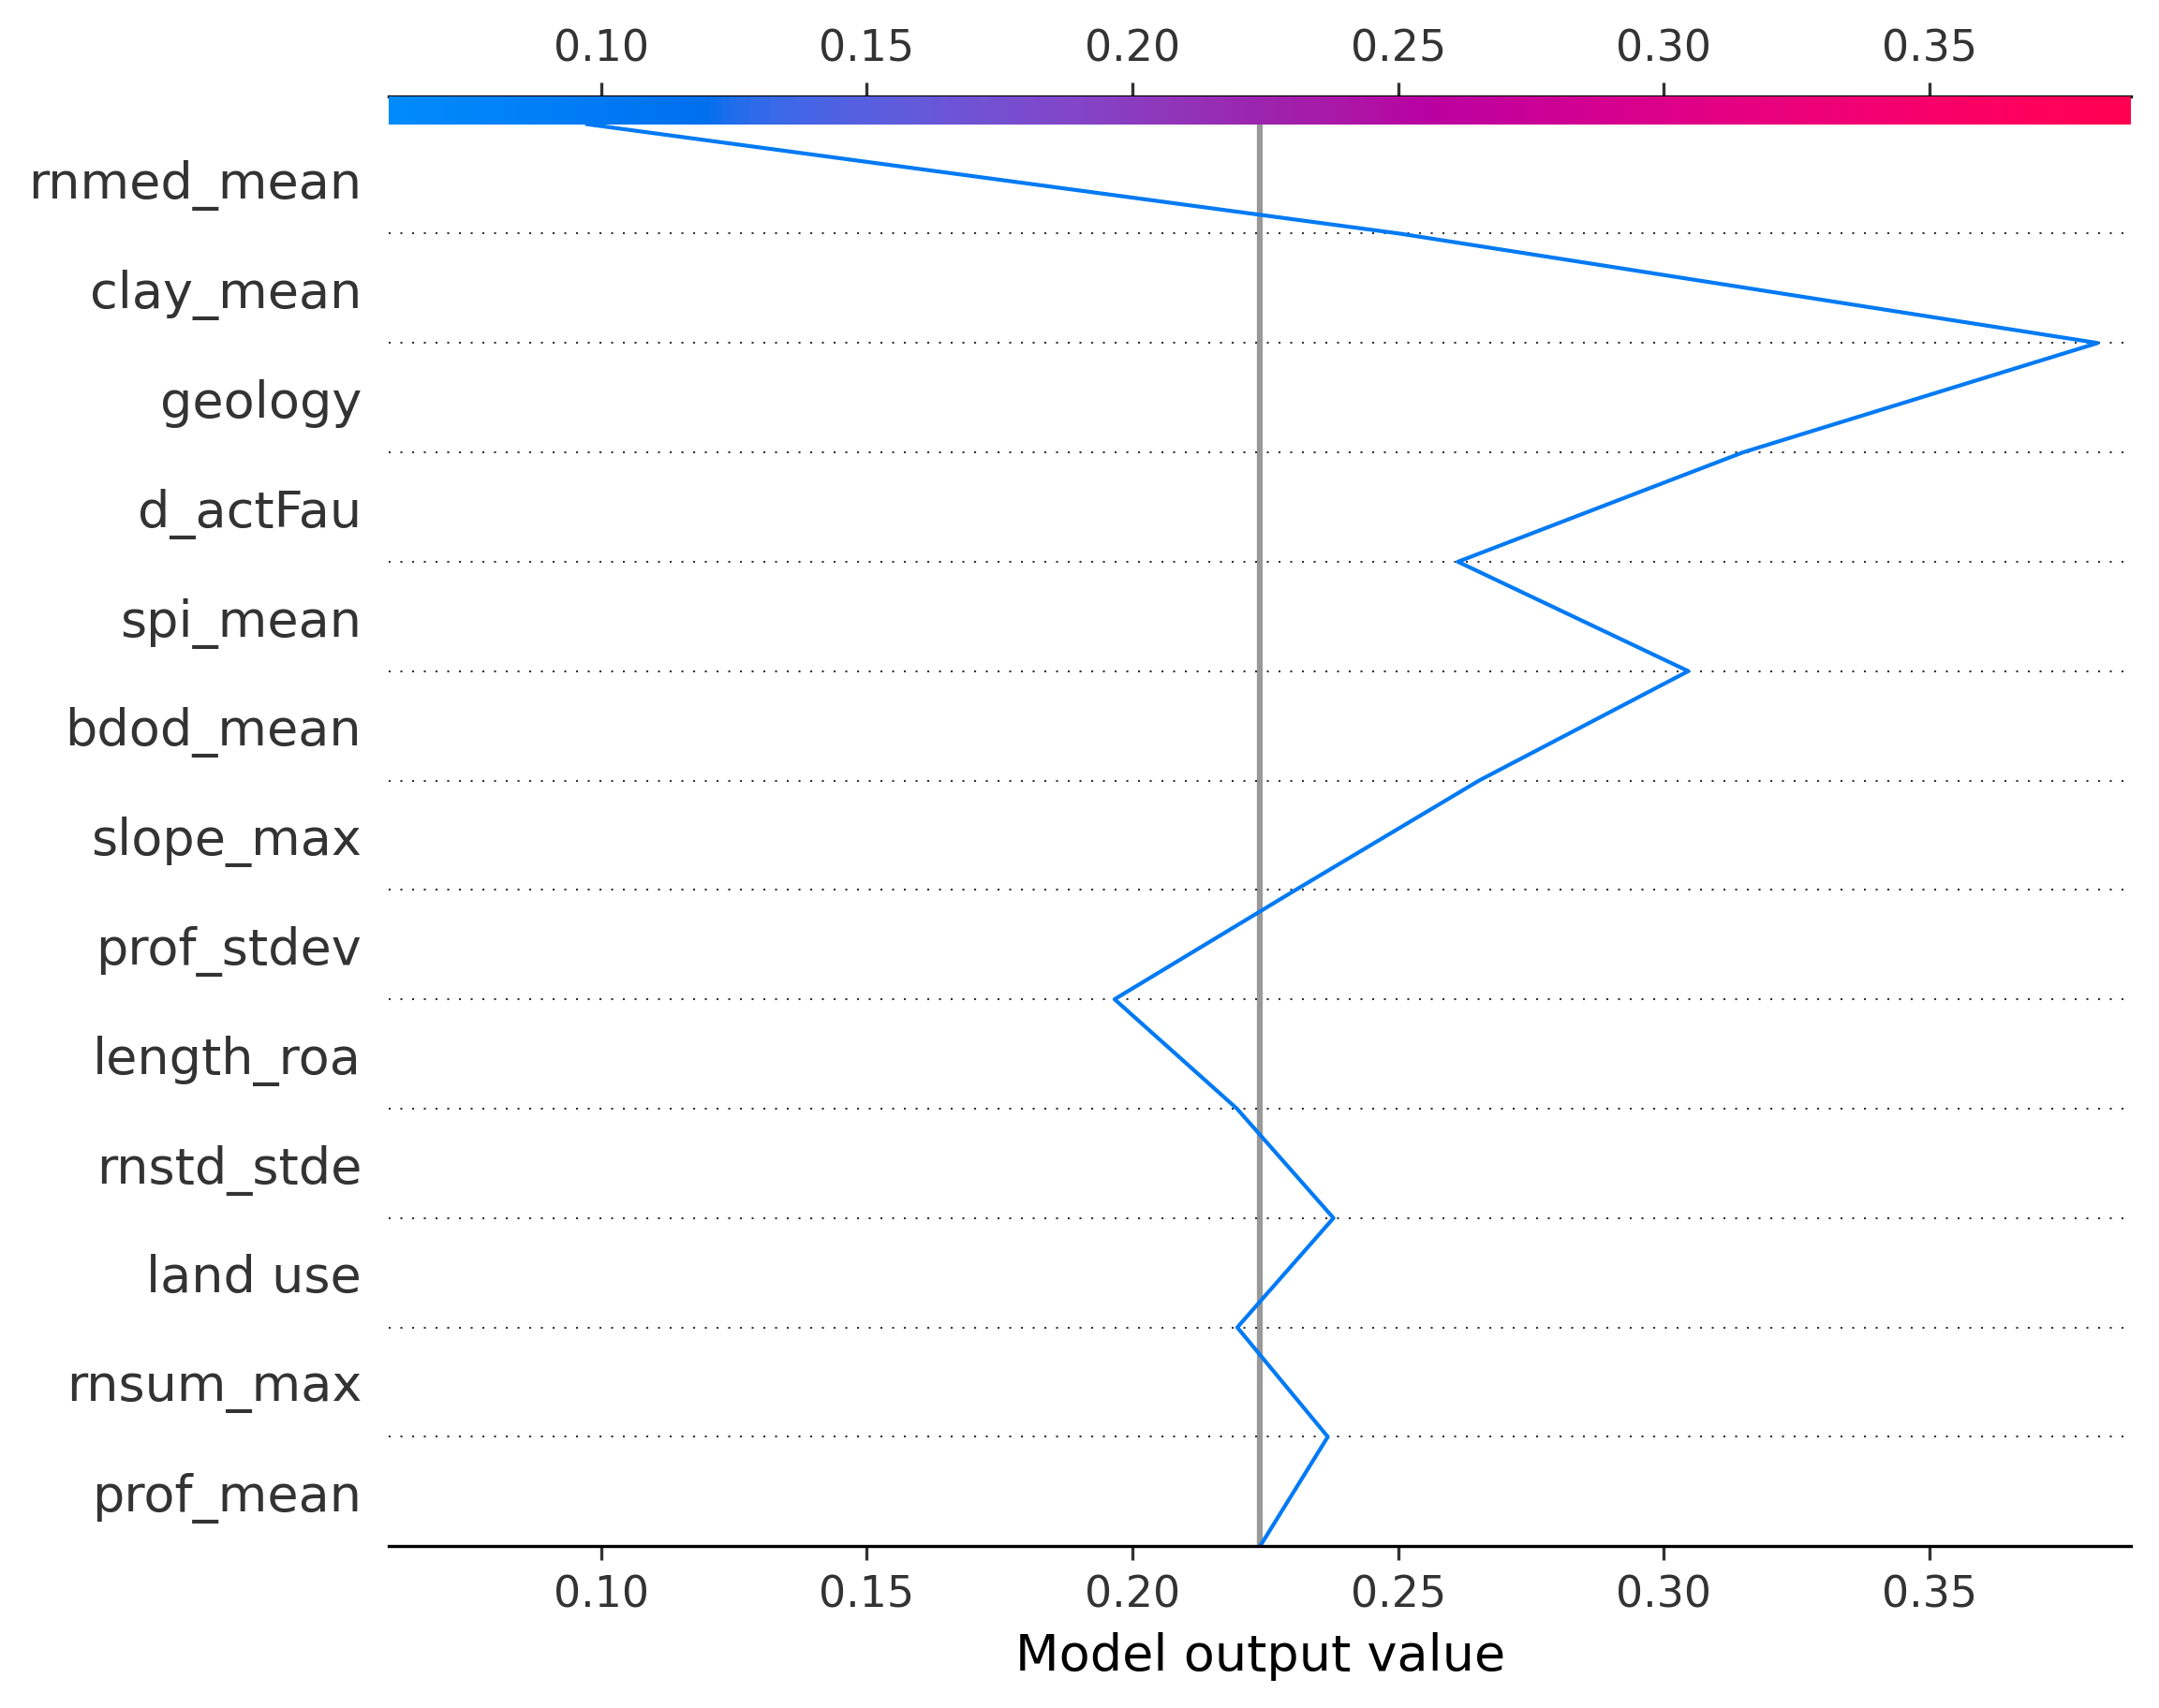 0.10 0.15 0.20 0.25 0.30 0.35
rnmed_mean
clay_mean
geology
d_actFau
spi_mean
bdod_mean
slope_max
prof_stdev
length_roa
rnstd_stde
land use
rnsum_max
prof_mean
0.10 0.15 0.20 0.25 0.30 0.35
Model output value